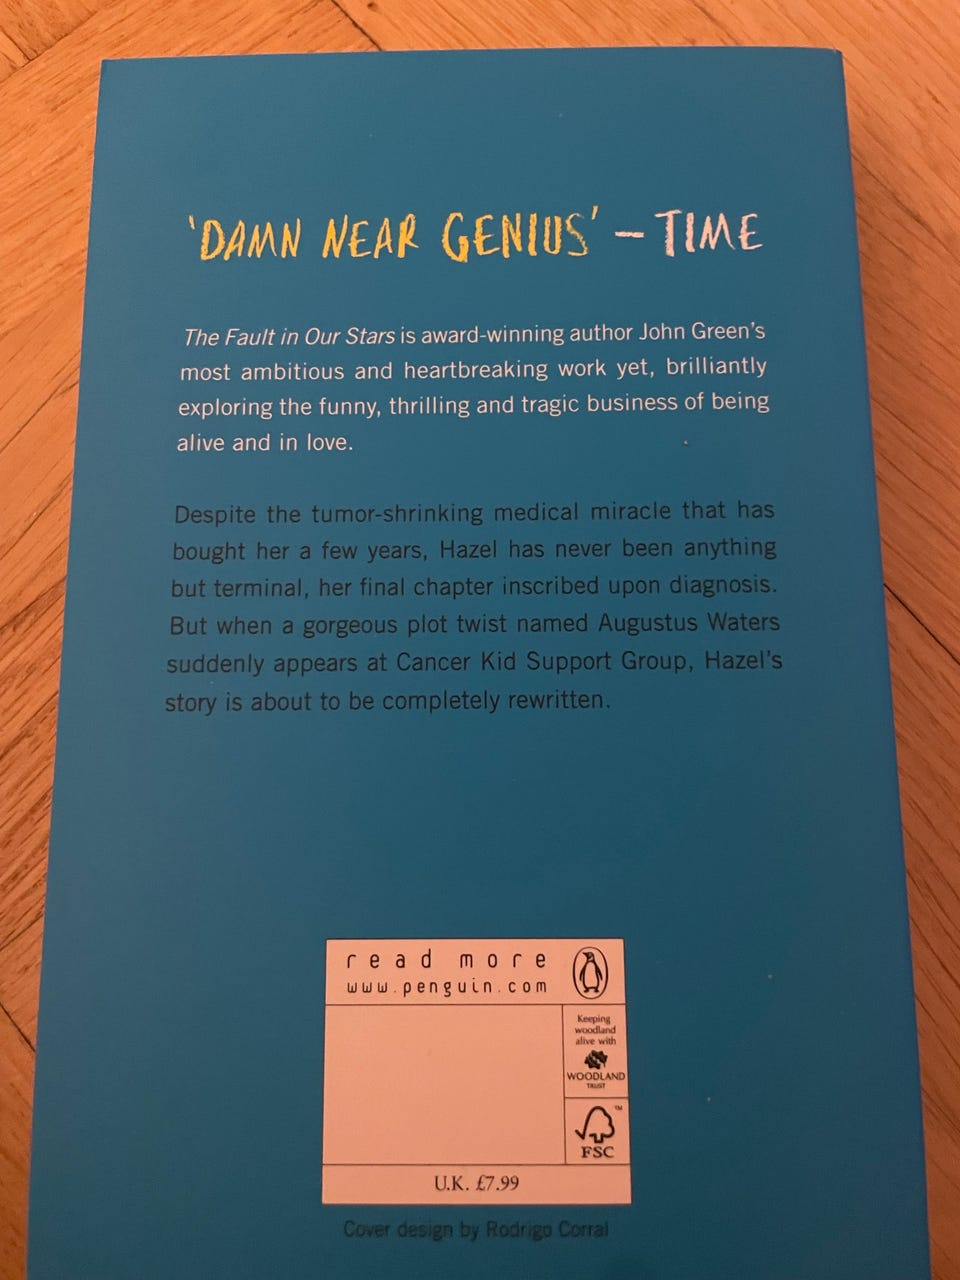 ‘DAMN NEAR GENIUS’ – TIME
The Fault in Our Stars is award-winning author John Green’s
most ambitious and heartbreaking work yet, brilliantly
exploring the funny, thrilling and tragic business of being
alive and in love.
Despite the tumor-shrinking medical miracle that has
bought her a few years, Hazel has never been anything
but terminal, her final chapter inscribed upon diagnosis.
But when a gorgeous plot twist named Augustus Waters
suddenly appears at Cancer Kid Support Group, Hazel’s
story is about to be completely rewritten.
read more
www.penguin.com
Keeping
woodland
alive with
WOODLAND
TRUST
™
FSC
U.K. £7.99
Cover design by Rodrigo Corral